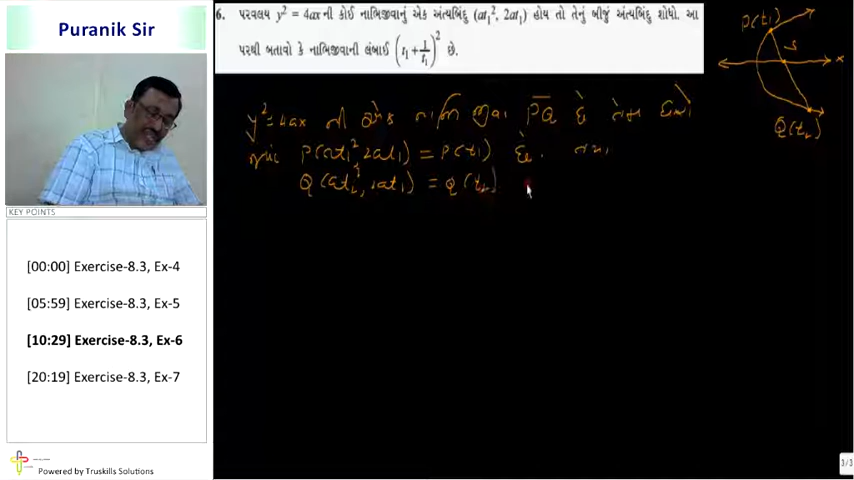 Puranik Sir
6. પરવલય y² = 4ax ની કોઈ નાભિજીવાનું એક અંત્યબિંદુ (at₁², 2at₁) હોય તો તેનું બીજું અંત્યબિંદુ શોધો. આ
પરથી બતાવો કે નાભિજીવાની લંબાઈ (t₁ + 1/t₁)² છે.
P(t₁)
S
x
Q(t₂)
y² = 4ax ની એક નાભિજીવા PQ છે તેમ ધારો
જ્યાં P(at₁², 2at₁) = P(t₁) છે. તથા
Q(at₂², 2at₁) = Q(t₂)
KEY POINTS
[00:00] Exercise-8.3, Ex-4
[05:59] Exercise-8.3, Ex-5
[10:29] Exercise-8.3, Ex-6
[20:19] Exercise-8.3, Ex-7
Powered by Truskills Solutions
3/3